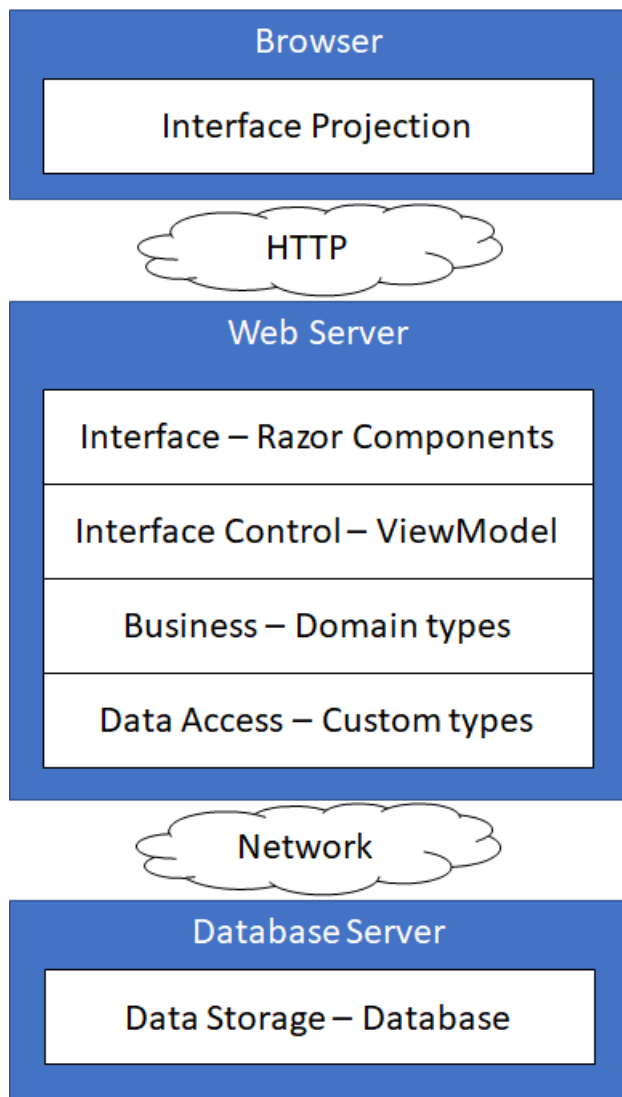 Browser
Interface Projection
HTTP
Web Server
Interface – Razor Components
Interface Control – ViewModel
Business – Domain types
Data Access – Custom types
Network
Database Server
Data Storage – Database